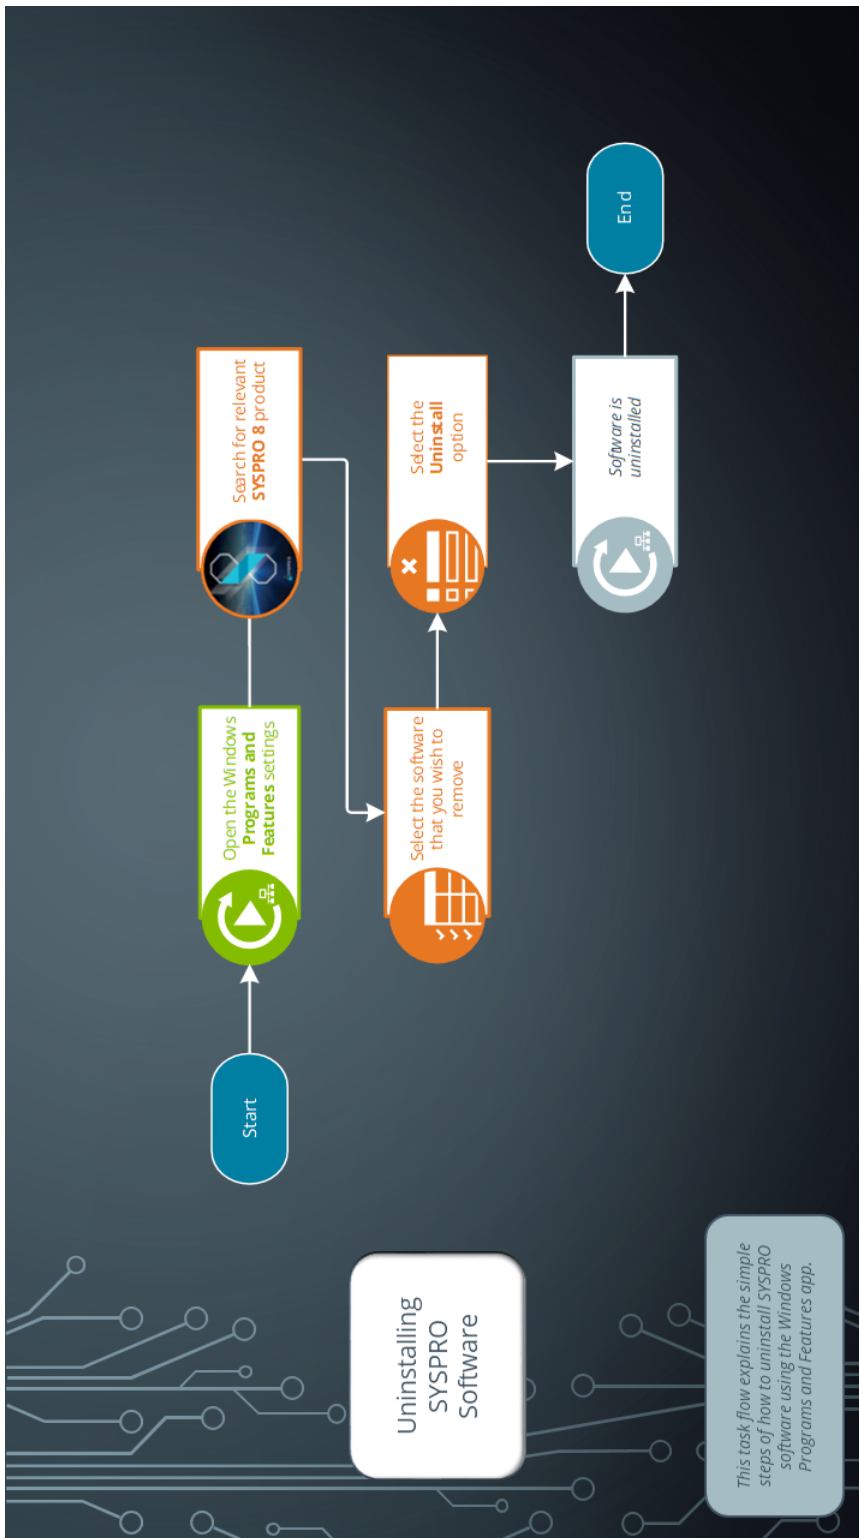 Uninstalling
SYSPRO
Software
This task flow explains the simple
steps of how to uninstall SYSPRO
software using the Windows
Programs and Features app.
Start
Open the Windows
Programs and
Features settings
Search for relevant
SYSPRO 8 product
Select the software
that you wish to
remove
Select the
Uninstall
option
Software is
uninstalled
End